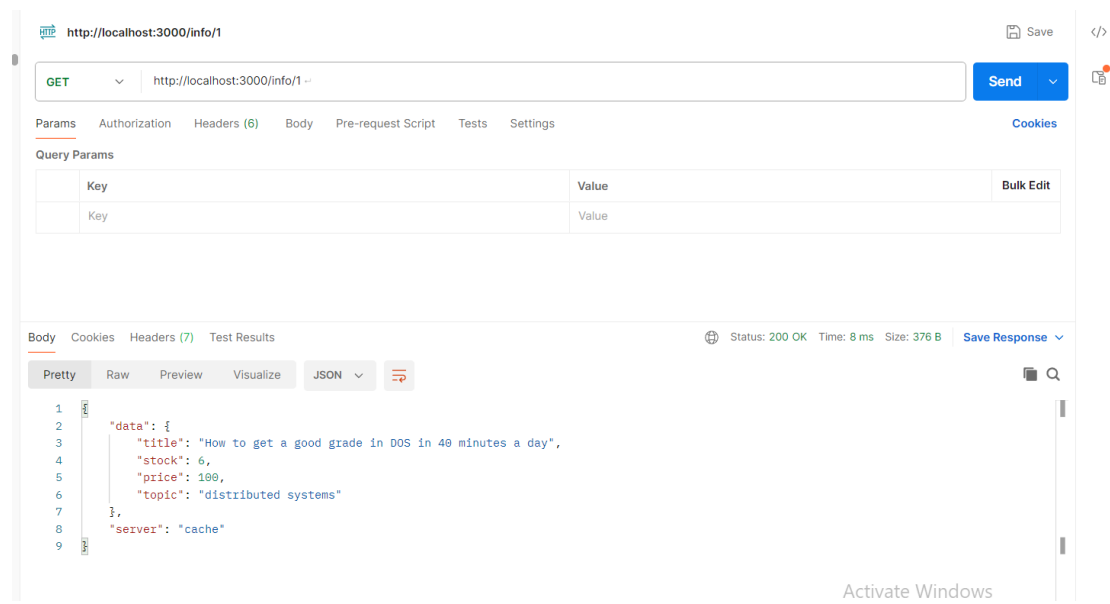 HTTP http://localhost:3000/info/1 Save </>
GET http://localhost:3000/info/1 Send
Params Authorization Headers (6) Body Pre-request Script Tests Settings Cookies
Query Params
Key Value Bulk Edit
Key Value
Body Cookies Headers (7) Test Results Status: 200 OK Time: 8 ms Size: 376 B Save Response
Pretty Raw Preview Visualize JSON
1 {
2 "data": {
3 "title": "How to get a good grade in DOS in 40 minutes a day",
4 "stock": 6,
5 "price": 100,
6 "topic": "distributed systems"
7 },
8 "server": "cache"
9 }
Activate Windows